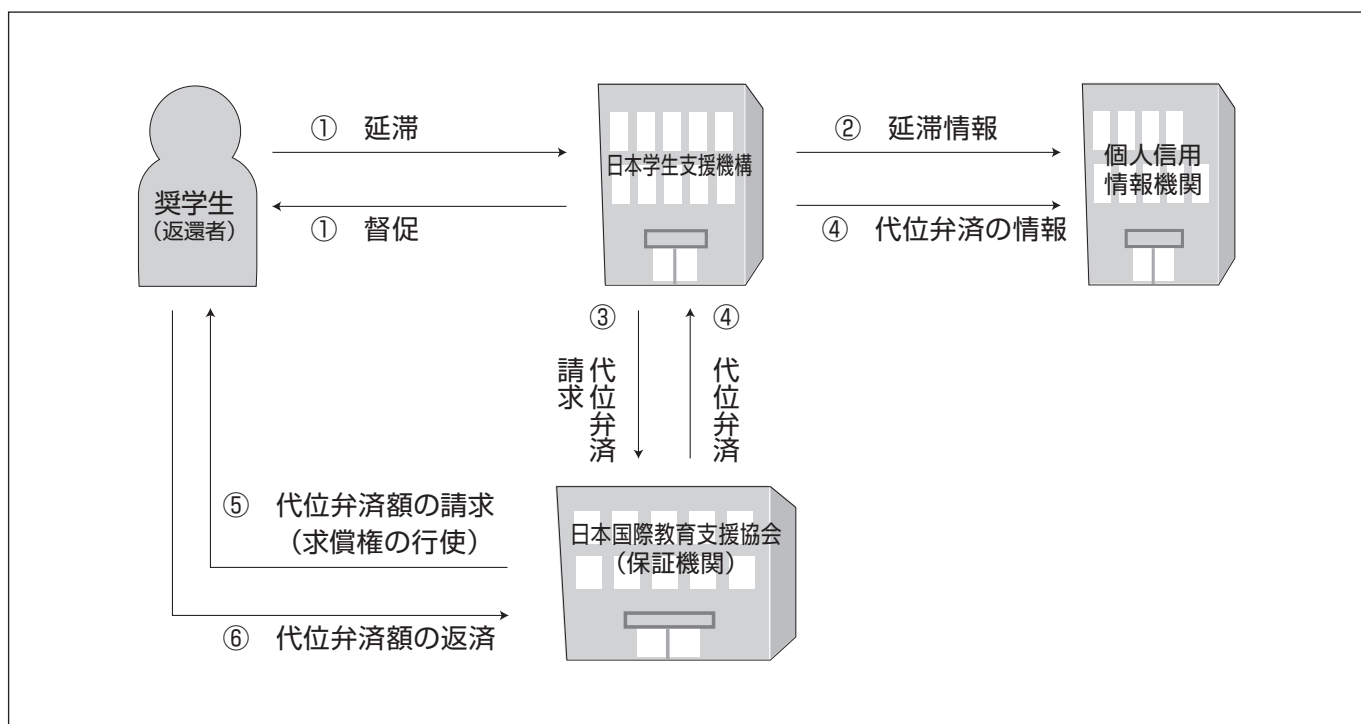 ① 延滞
② 延滞情報
日本学生支援機構
個人信用
情報機関
奨学生
（返還者）
① 督促
④ 代位弁済の情報
③ 代位弁済
請求
④ 代位弁済
⑤ 代位弁済額の請求
（求償権の行使）
日本国際教育支援協会
（保証機関）
⑥ 代位弁済額の返済